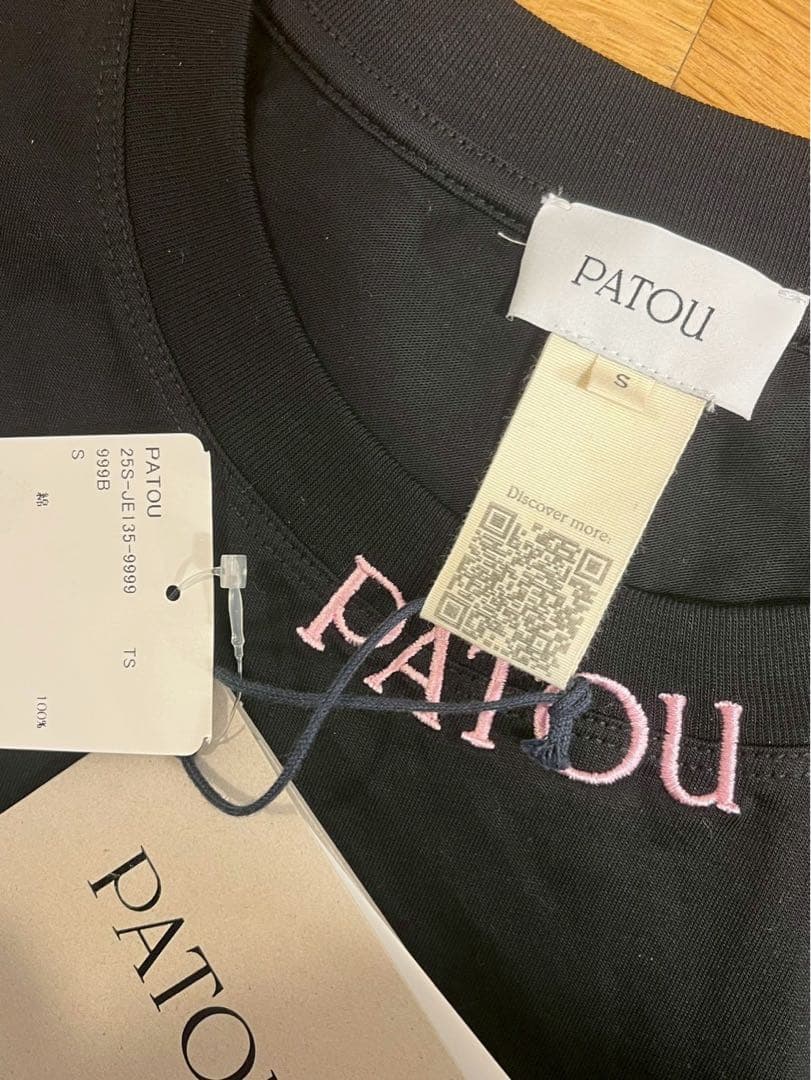 PATOU
S
Discover more:
PATOU
PATOU
25S-JE135-9999 TS
999B
S
綿 100%
PATOU